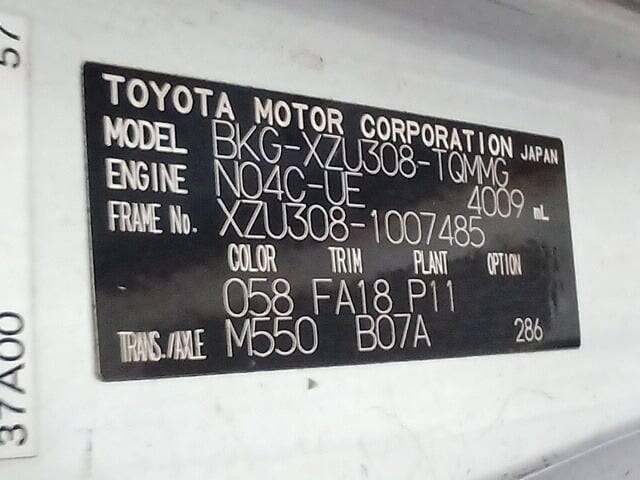 TOYOTA MOTOR CORPORATION JAPAN
MODEL BKG-XZU308-TQMMG
ENGINE N04C-UE 4009 mL
FRAME No. XZU308-1007485
COLOR TRIM PLANT OPTION
058 FA18 P11
TRANS./AXLE M550 B07A 286
57
37A00